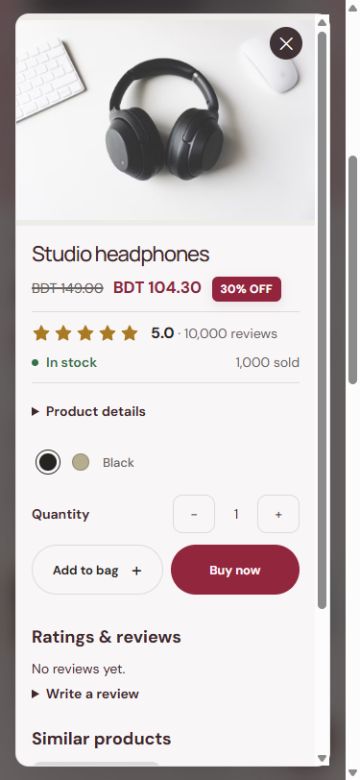 Studio headphones
BDT 149.00 BDT 104.30 30% OFF
5.0 · 10,000 reviews
In stock 1,000 sold
Product details
Black
Quantity - 1 +
Add to bag + Buy now
Ratings & reviews
No reviews yet.
Write a review
Similar products